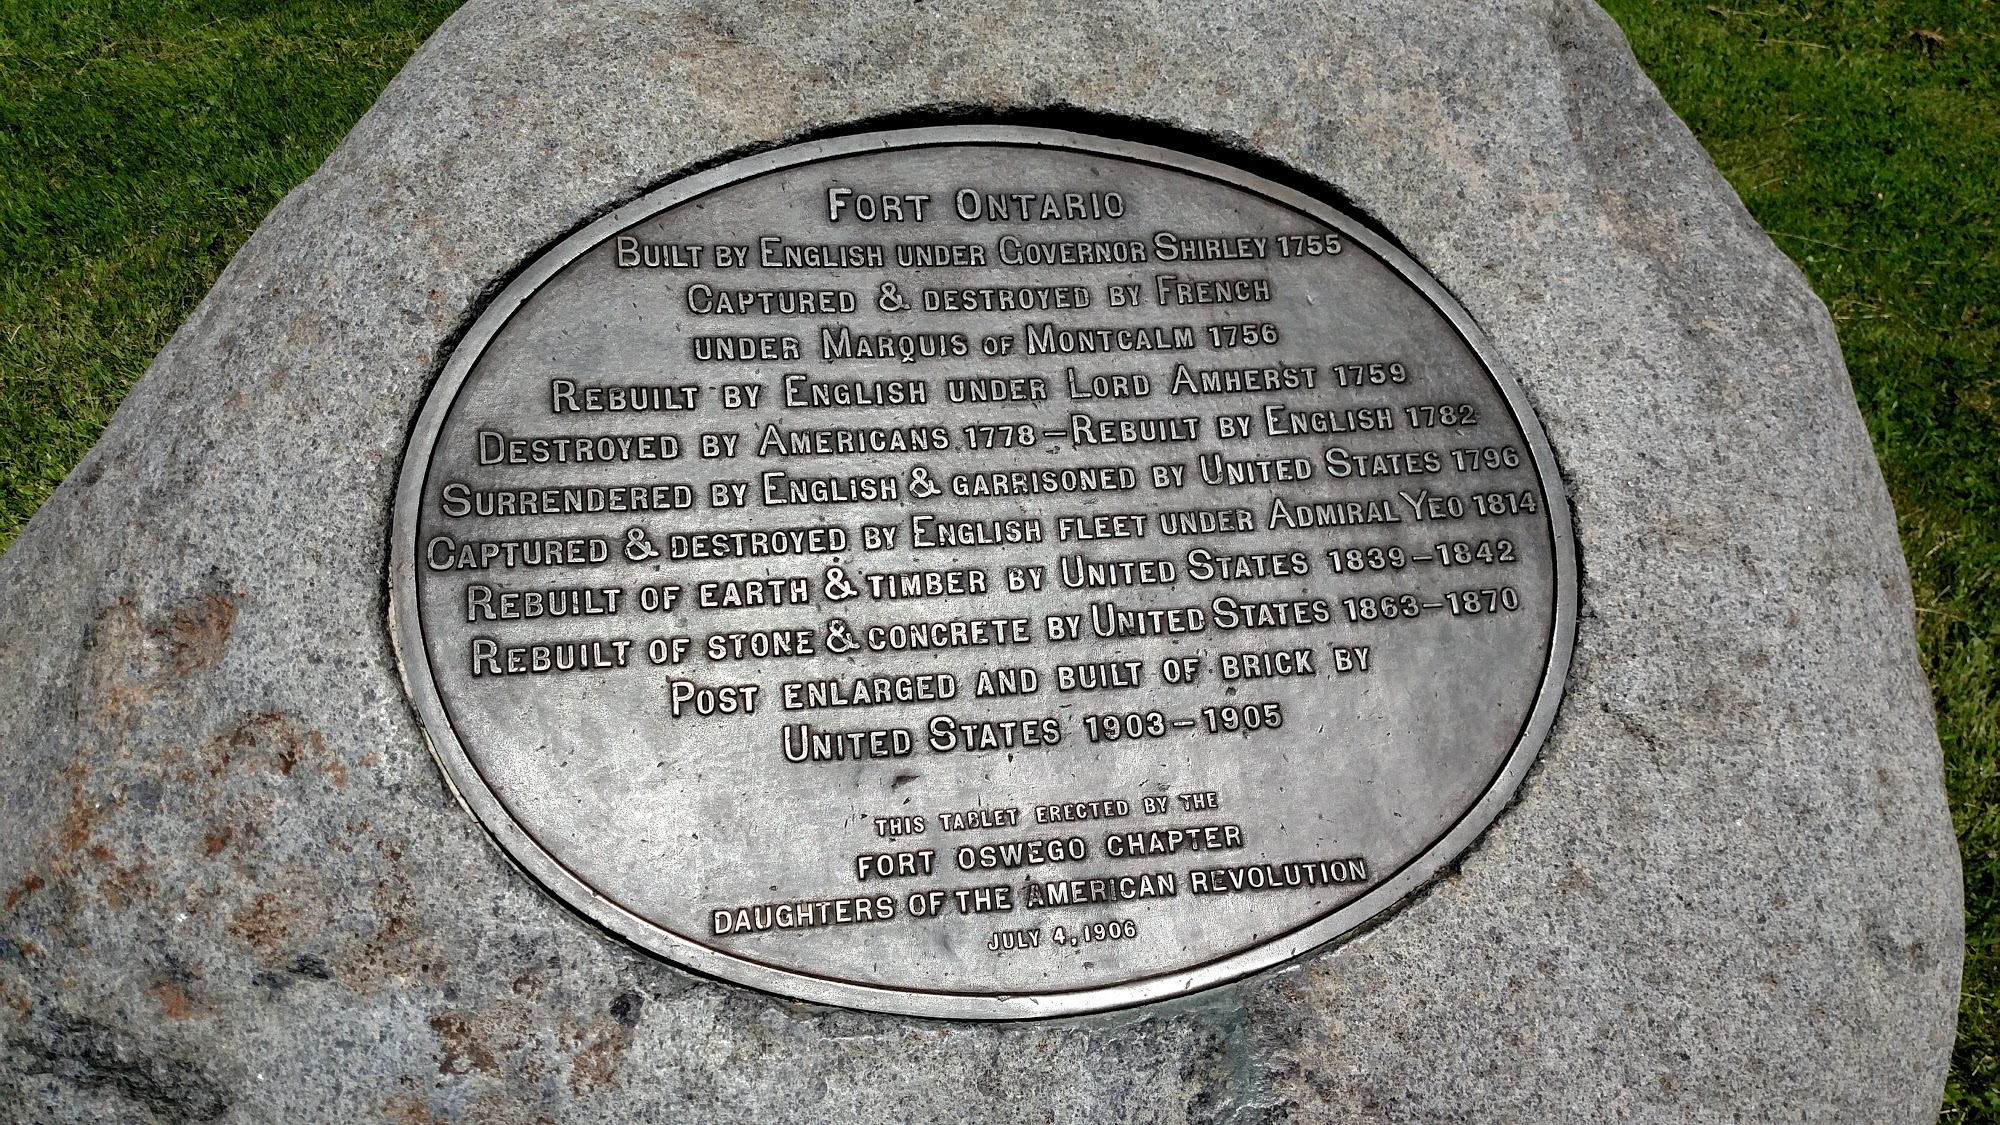 FORT ONTARIO
BUILT BY ENGLISH UNDER GOVERNOR SHIRLEY 1755
CAPTURED & DESTROYED BY FRENCH
UNDER MARQUIS OF MONTCALM 1756
REBUILT BY ENGLISH UNDER LORD AMHERST 1759
DESTROYED BY AMERICANS 1778-REBUILT BY ENGLISH 1782
SURRENDERED BY ENGLISH & GARRISONED BY UNITED STATES 1796
CAPTURED & DESTROYED BY ENGLISH FLEET UNDER ADMIRAL YEO 1814
REBUILT OF EARTH & TIMBER BY UNITED STATES 1839-1842
REBUILT OF STONE & CONCRETE BY UNITED STATES 1863-1870
POST ENLARGED AND BUILT OF BRICK BY
UNITED STATES 1903-1905
THIS TABLET ERECTED BY THE
FORT OSWEGO CHAPTER
DAUGHTERS OF THE AMERICAN REVOLUTION
JULY 4, 1906